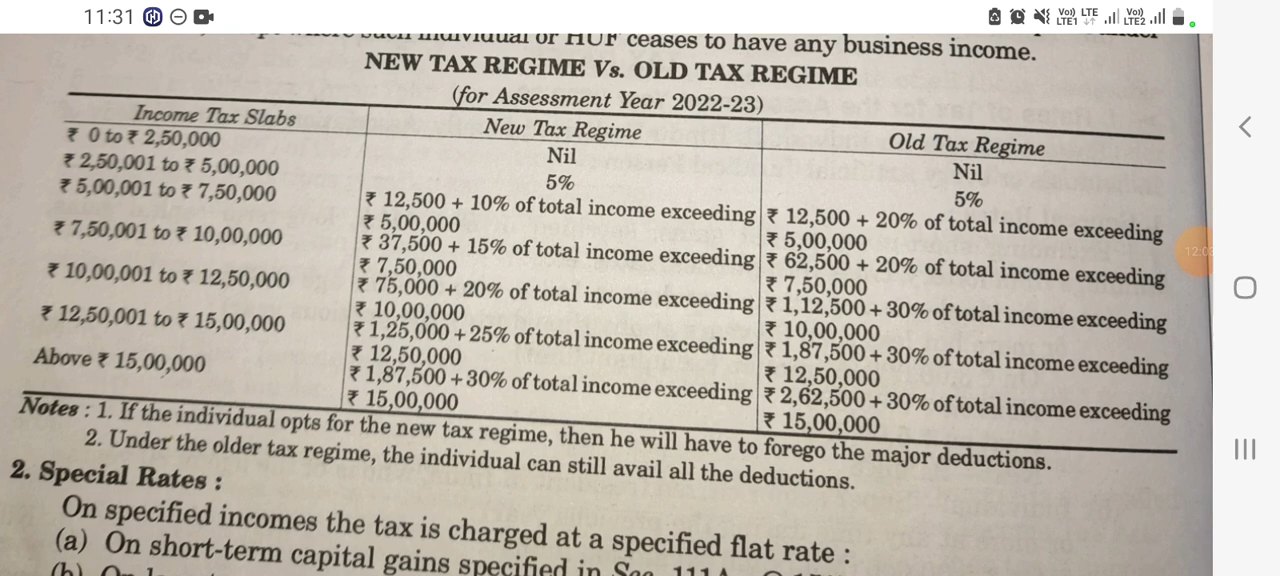 11:31
Vo) LTE Vo)
LTE1 LTE2
individual or HUF ceases to have any business income.
NEW TAX REGIME Vs. OLD TAX REGIME
(for Assessment Year 2022-23)
Income Tax Slabs New Tax Regime Old Tax Regime
₹ 0 to ₹ 2,50,000 Nil Nil
₹ 2,50,001 to ₹ 5,00,000 5% 5%
₹ 5,00,001 to ₹ 7,50,000 ₹ 12,500 + 10% of total income exceeding ₹ 12,500 + 20% of total income exceeding
₹ 5,00,000 ₹ 5,00,000
₹ 7,50,001 to ₹ 10,00,000 ₹ 37,500 + 15% of total income exceeding ₹ 62,500 + 20% of total income exceeding
₹ 7,50,000 ₹ 7,50,000
₹ 10,00,001 to ₹ 12,50,000 ₹ 75,000 + 20% of total income exceeding ₹ 1,12,500 + 30% of total income exceeding
₹ 10,00,000 ₹ 10,00,000
₹ 12,50,001 to ₹ 15,00,000 ₹ 1,25,000 + 25% of total income exceeding ₹ 1,87,500 + 30% of total income exceeding
₹ 12,50,000 ₹ 12,50,000
Above ₹ 15,00,000 ₹ 1,87,500 + 30% of total income exceeding ₹ 2,62,500 + 30% of total income exceeding
₹ 15,00,000 ₹ 15,00,000
Notes : 1. If the individual opts for the new tax regime, then he will have to forego the major deductions.
2. Under the older tax regime, the individual can still avail all the deductions.
2. Special Rates :
On specified incomes the tax is charged at a specified flat rate :
(a) On short-term capital gains specified in Sec. 111A
(b)